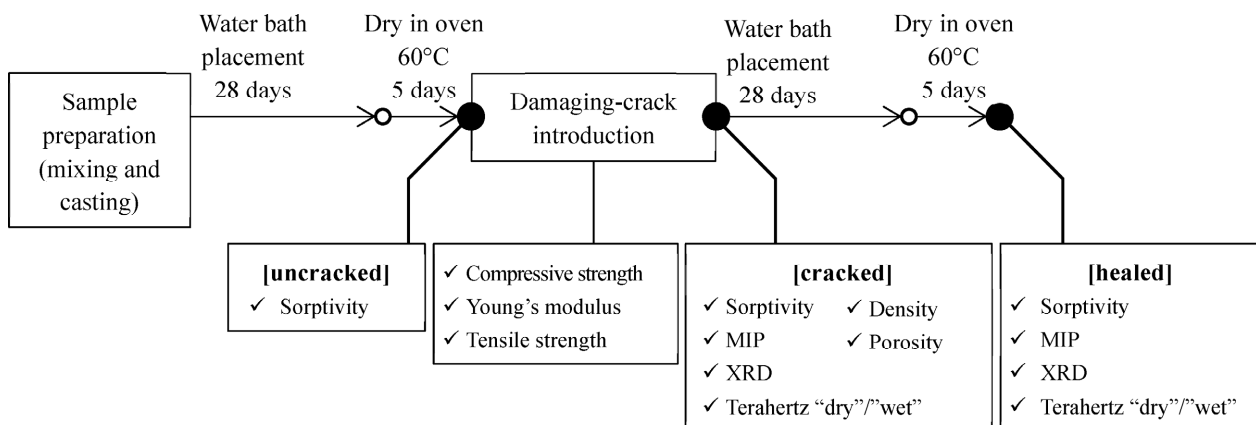 Water bath
placement
28 days
Dry in oven
60°C
5 days
Water bath
placement
28 days
Dry in oven
60°C
5 days
Sample
preparation
(mixing and
casting)
Damaging-crack
introduction
[uncracked]
✓ Sorptivity
✓ Compressive strength
✓ Young's modulus
✓ Tensile strength
[cracked]
✓ Sorptivity ✓ Density
✓ MIP ✓ Porosity
✓ XRD
✓ Terahertz “dry”/”wet”
[healed]
✓ Sorptivity
✓ MIP
✓ XRD
✓ Terahertz “dry”/”wet”